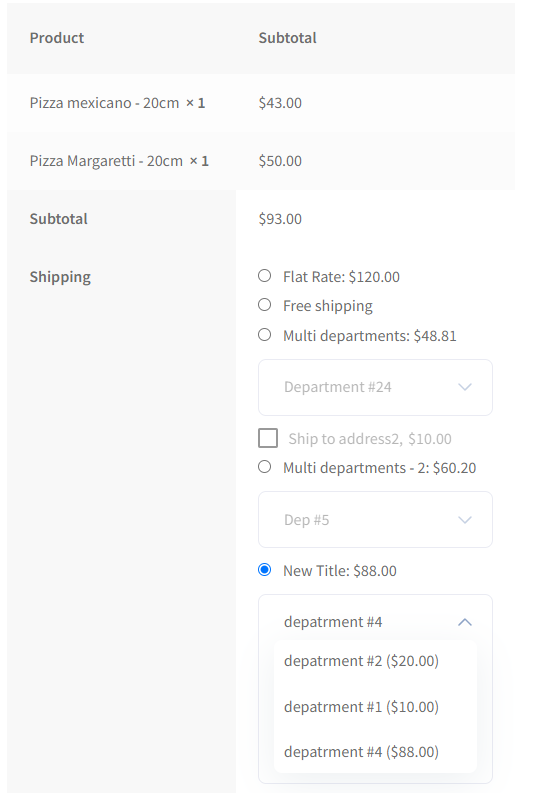 Product Subtotal
Pizza mexicano - 20cm × 1 $43.00
Pizza Margaretti - 20cm × 1 $50.00
Subtotal $93.00
Shipping Flat Rate: $120.00
Free shipping
Multi departments: $48.81
Department #24
Ship to address2, $10.00
Multi departments - 2: $60.20
Dep #5
New Title: $88.00
depatrment #4
depatrment #2 ($20.00)
depatrment #1 ($10.00)
depatrment #4 ($88.00)